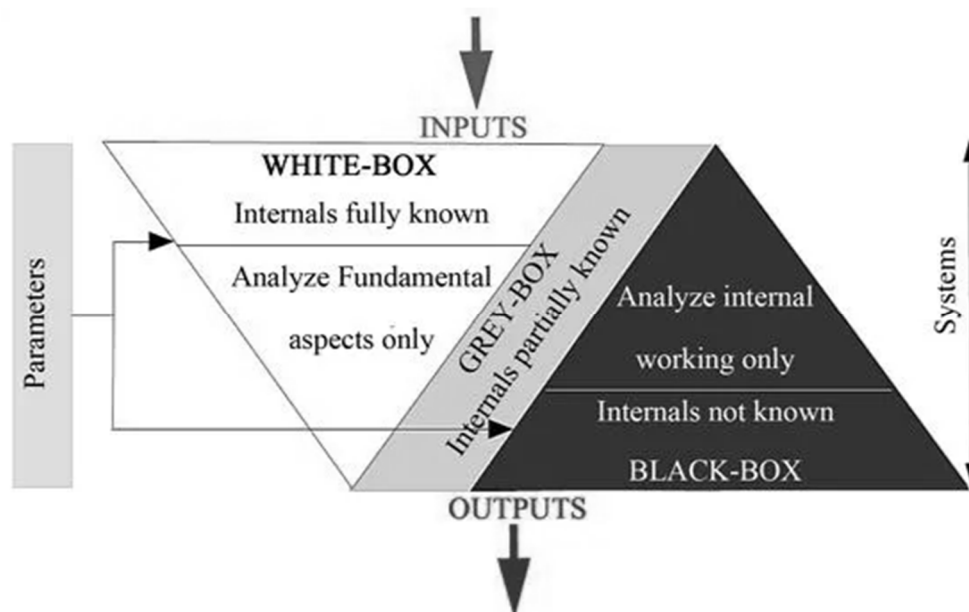 INPUTS
WHITE-BOX
Internals fully known
Analyze Fundamental
aspects only
GREY-BOX
Internals partially known
Analyze internal
working only
Internals not known
BLACK-BOX
OUTPUTS
Parameters
Systems